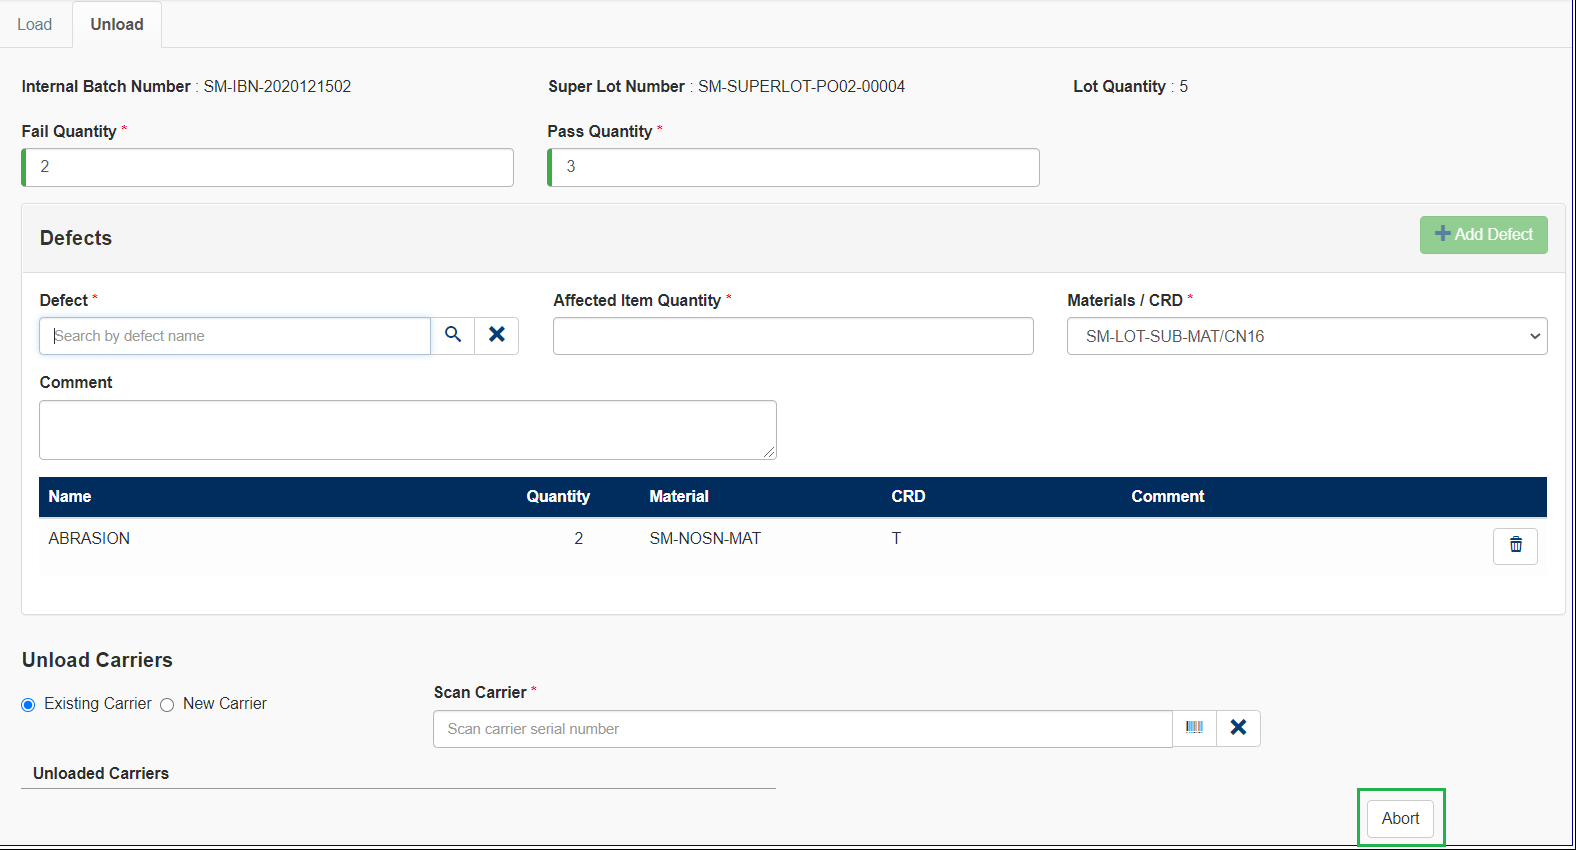 Load Unload
Internal Batch Number : SM-IBN-2020121502 Super Lot Number : SM-SUPERLOT-PO02-00004 Lot Quantity : 5
Fail Quantity * Pass Quantity *
2 3
Defects Add Defect
Defect * Affected Item Quantity * Materials / CRD *
Search by defect name SM-LOT-SUB-MAT/CN16
Comment
Name Quantity Material CRD Comment
ABRASION 2 SM-NOSN-MAT T
Unload Carriers
Scan Carrier *
Existing Carrier New Carrier
Scan carrier serial number
Unloaded Carriers
Abort